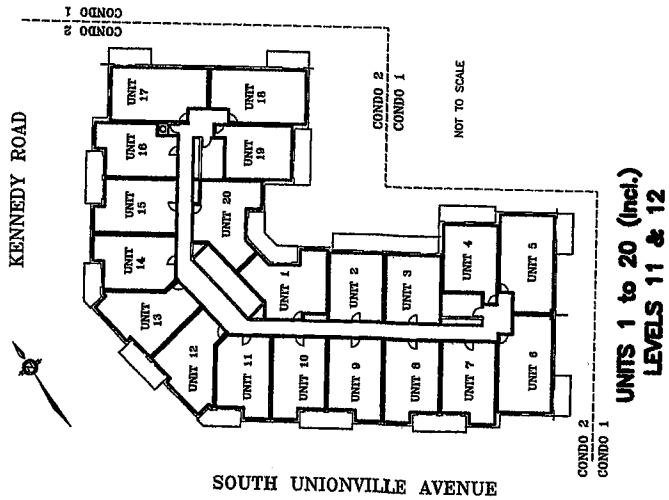 CONDO 1
CONDO 2
KENNEDY ROAD
UNIT 17
UNIT 18
UNIT 16
UNIT 19
UNIT 15
UNIT 20
UNIT 14
UNIT 13
UNIT 12
UNIT 11
UNIT 10
UNIT 9
UNIT 8
UNIT 7
UNIT 6
UNIT 1
UNIT 2
UNIT 3
UNIT 4
UNIT 5
CONDO 2
CONDO 1
NOT TO SCALE
CONDO 2
CONDO 1
SOUTH UNIONVILLE AVENUE
UNITS 1 to 20 (Incl.)
LEVELS 11 & 12